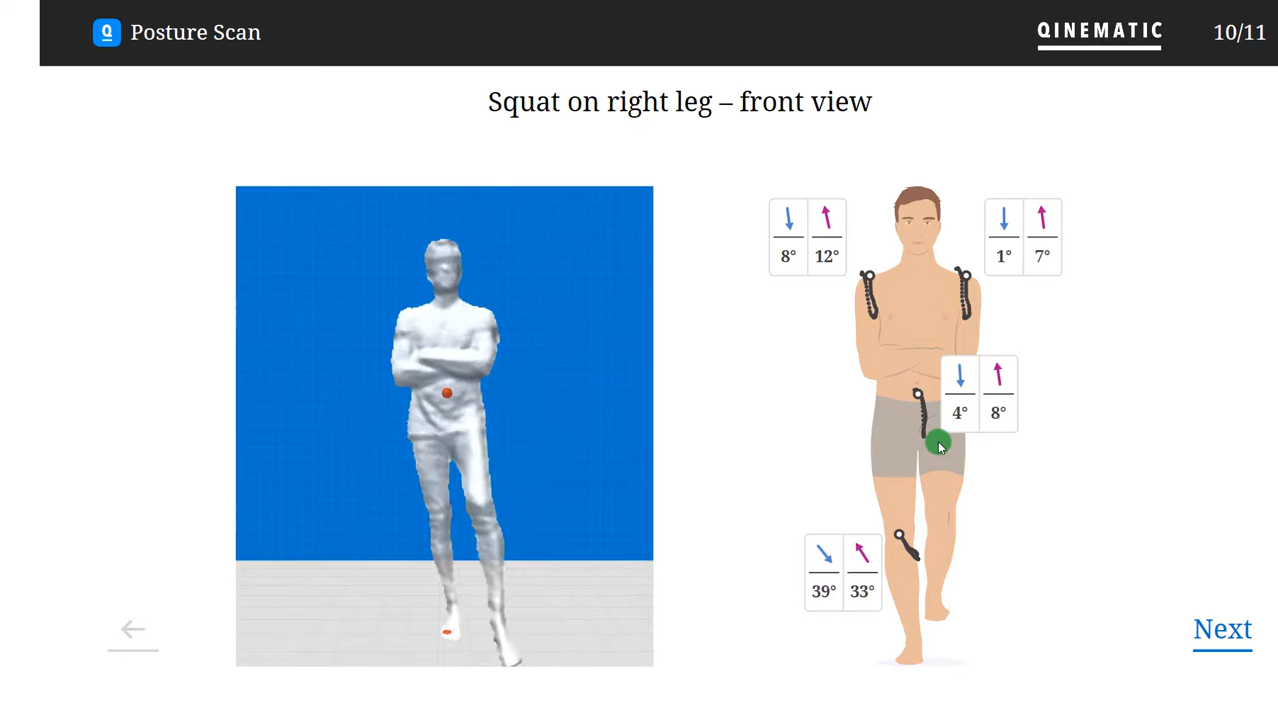 Q Posture Scan
QINEMATIC
10/11
Squat on right leg – front view
8° 12°
1° 7°
4° 8°
39° 33°
Next